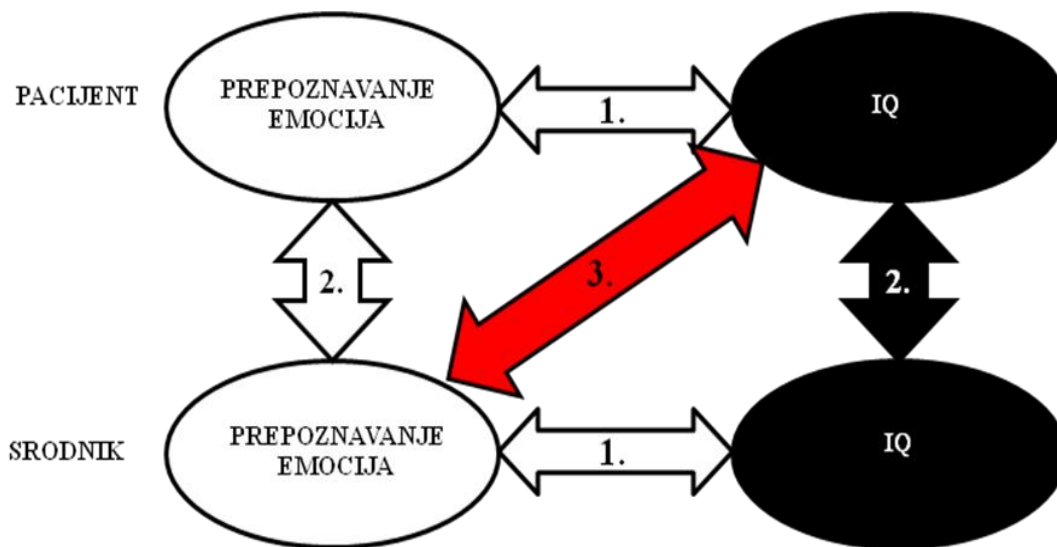 PACIJENT
PREPOZNAVANJE
EMOCIJA
1.
IQ
2.
3.
2.
SRODNIK
PREPOZNAVANJE
EMOCIJA
1.
IQ